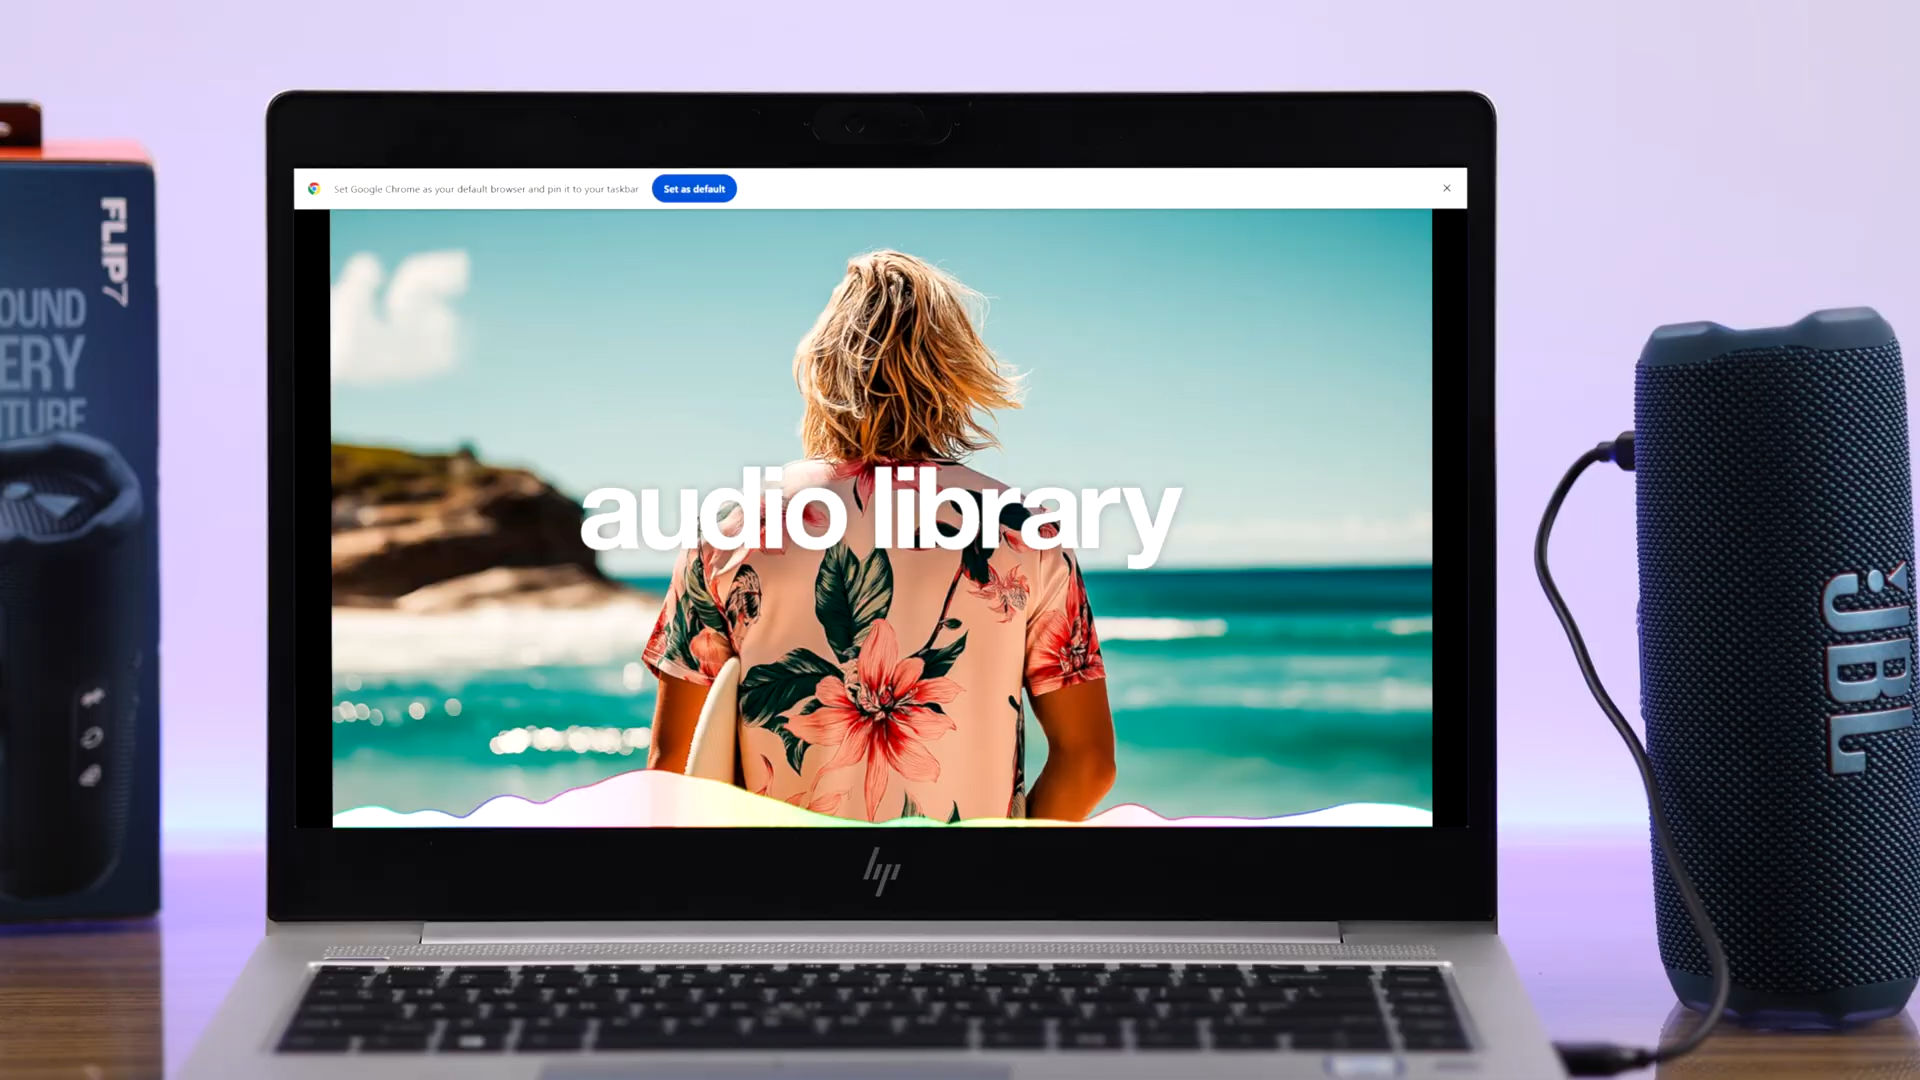 FLIP7
OUND
ERY
TURE
Set Google Chrome as your default browser and pin it to your taskbar
Set as default
audio library
hp
JBL